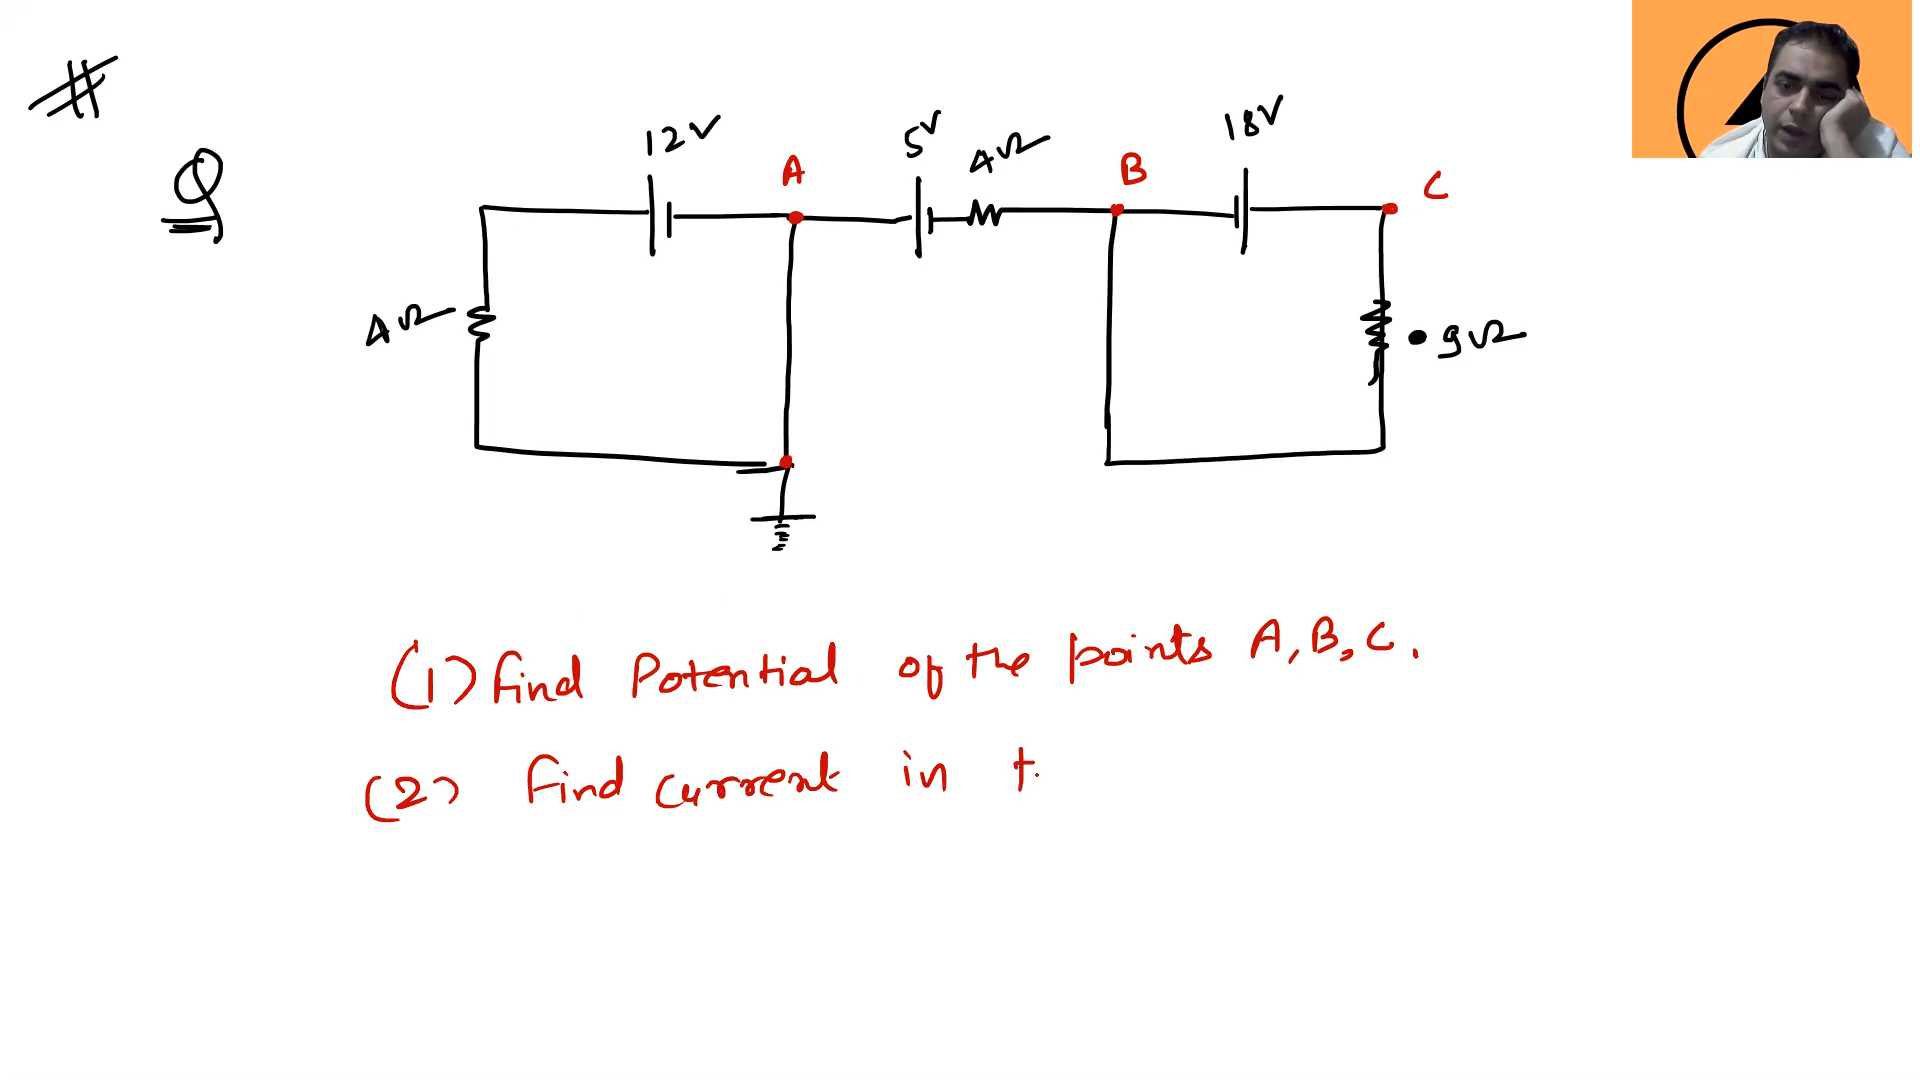 #
Q
12V
A
5V
4Ω
B
18V
C
4Ω
9Ω
(1) Find Potential of the points A, B, C.
(2) Find current in t